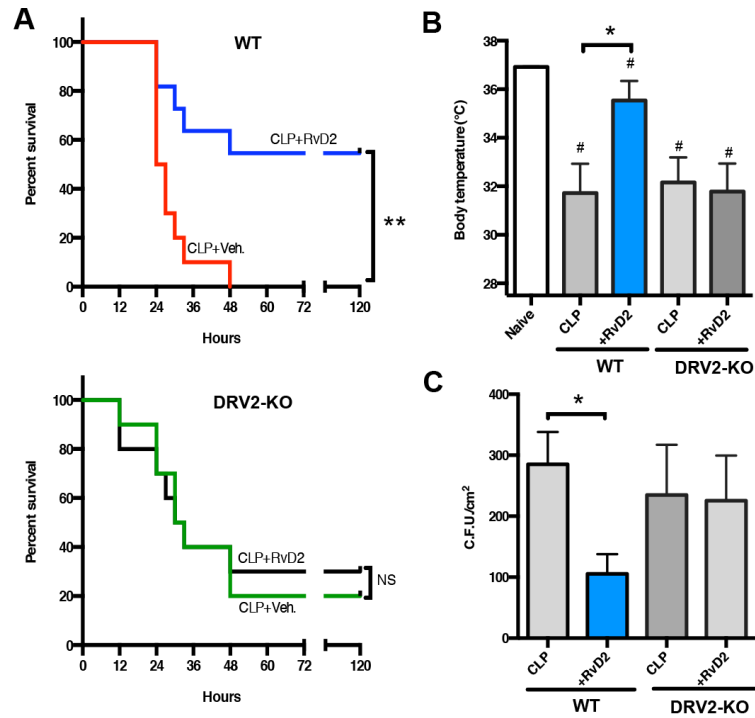 A
WT
Percent survival
100
80
60
40
20
0
CLP+RvD2
CLP+Veh.
**
0 12 24 36 48 60 72 120
Hours
DRV2-KO
Percent survival
100
80
60
40
20
0
CLP+RvD2
CLP+Veh.
NS
0 12 24 36 48 60 72 120
Hours
B
Body temperature (°C)
38
36
34
32
30
28
*
# # # #
Naive CLP +RvD2 CLP +RvD2
WT DRV2-KO
C
C.F.U./cm2
400
300
200
100
0
*
CLP +RvD2 CLP +RvD2
WT DRV2-KO